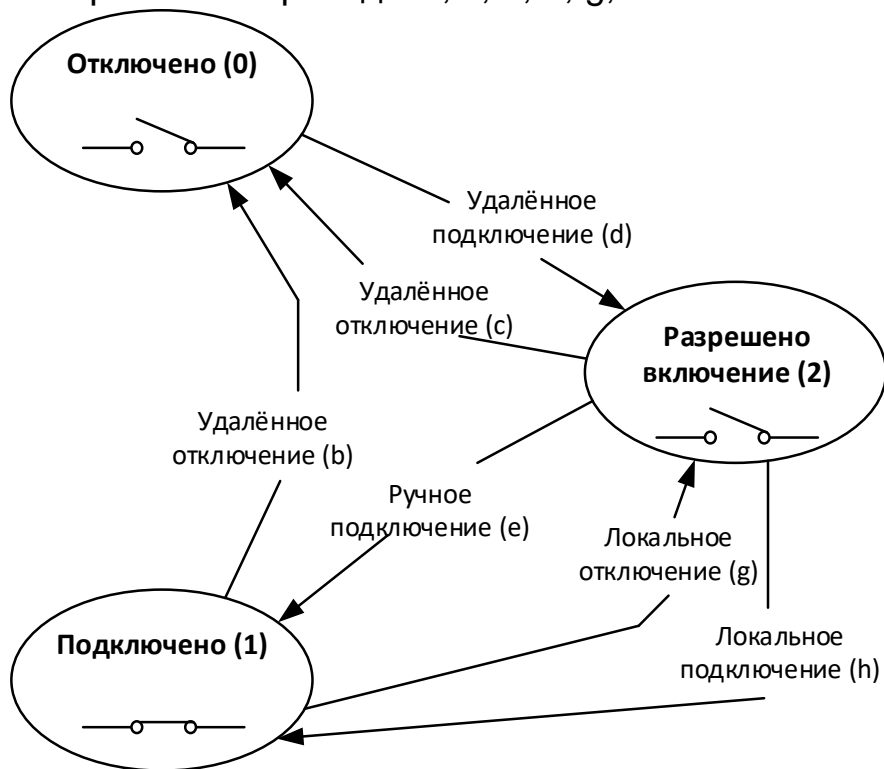 Отключено (0)
Удалённое
подключение (d)
Удалённое
отключение (c)
Разрешено
включение (2)
Удалённое
отключение (b)
Ручное
подключение (e)
Локальное
отключение (g)
Подключено (1)
Локальное
подключение (h)